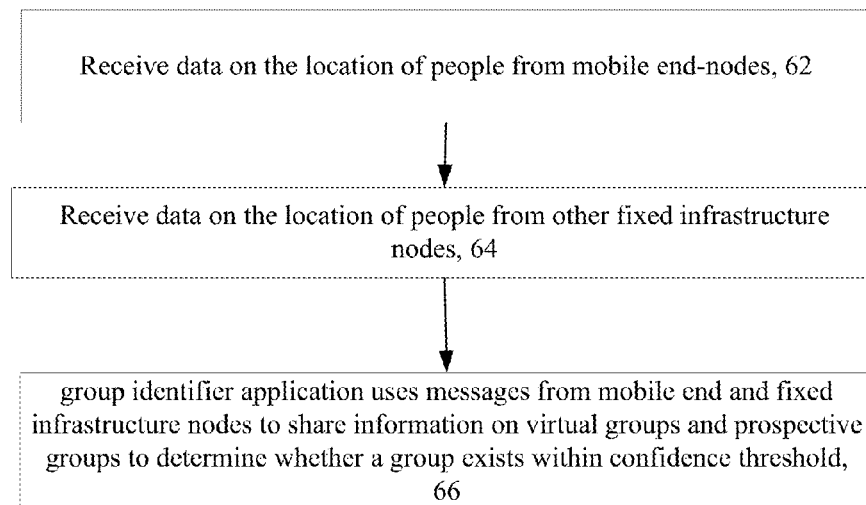 Receive data on the location of people from mobile end-nodes, 62
Receive data on the location of people from other fixed infrastructure
nodes, 64
group identifier application uses messages from mobile end and fixed
infrastructure nodes to share information on virtual groups and prospective
groups to determine whether a group exists within confidence threshold,
66